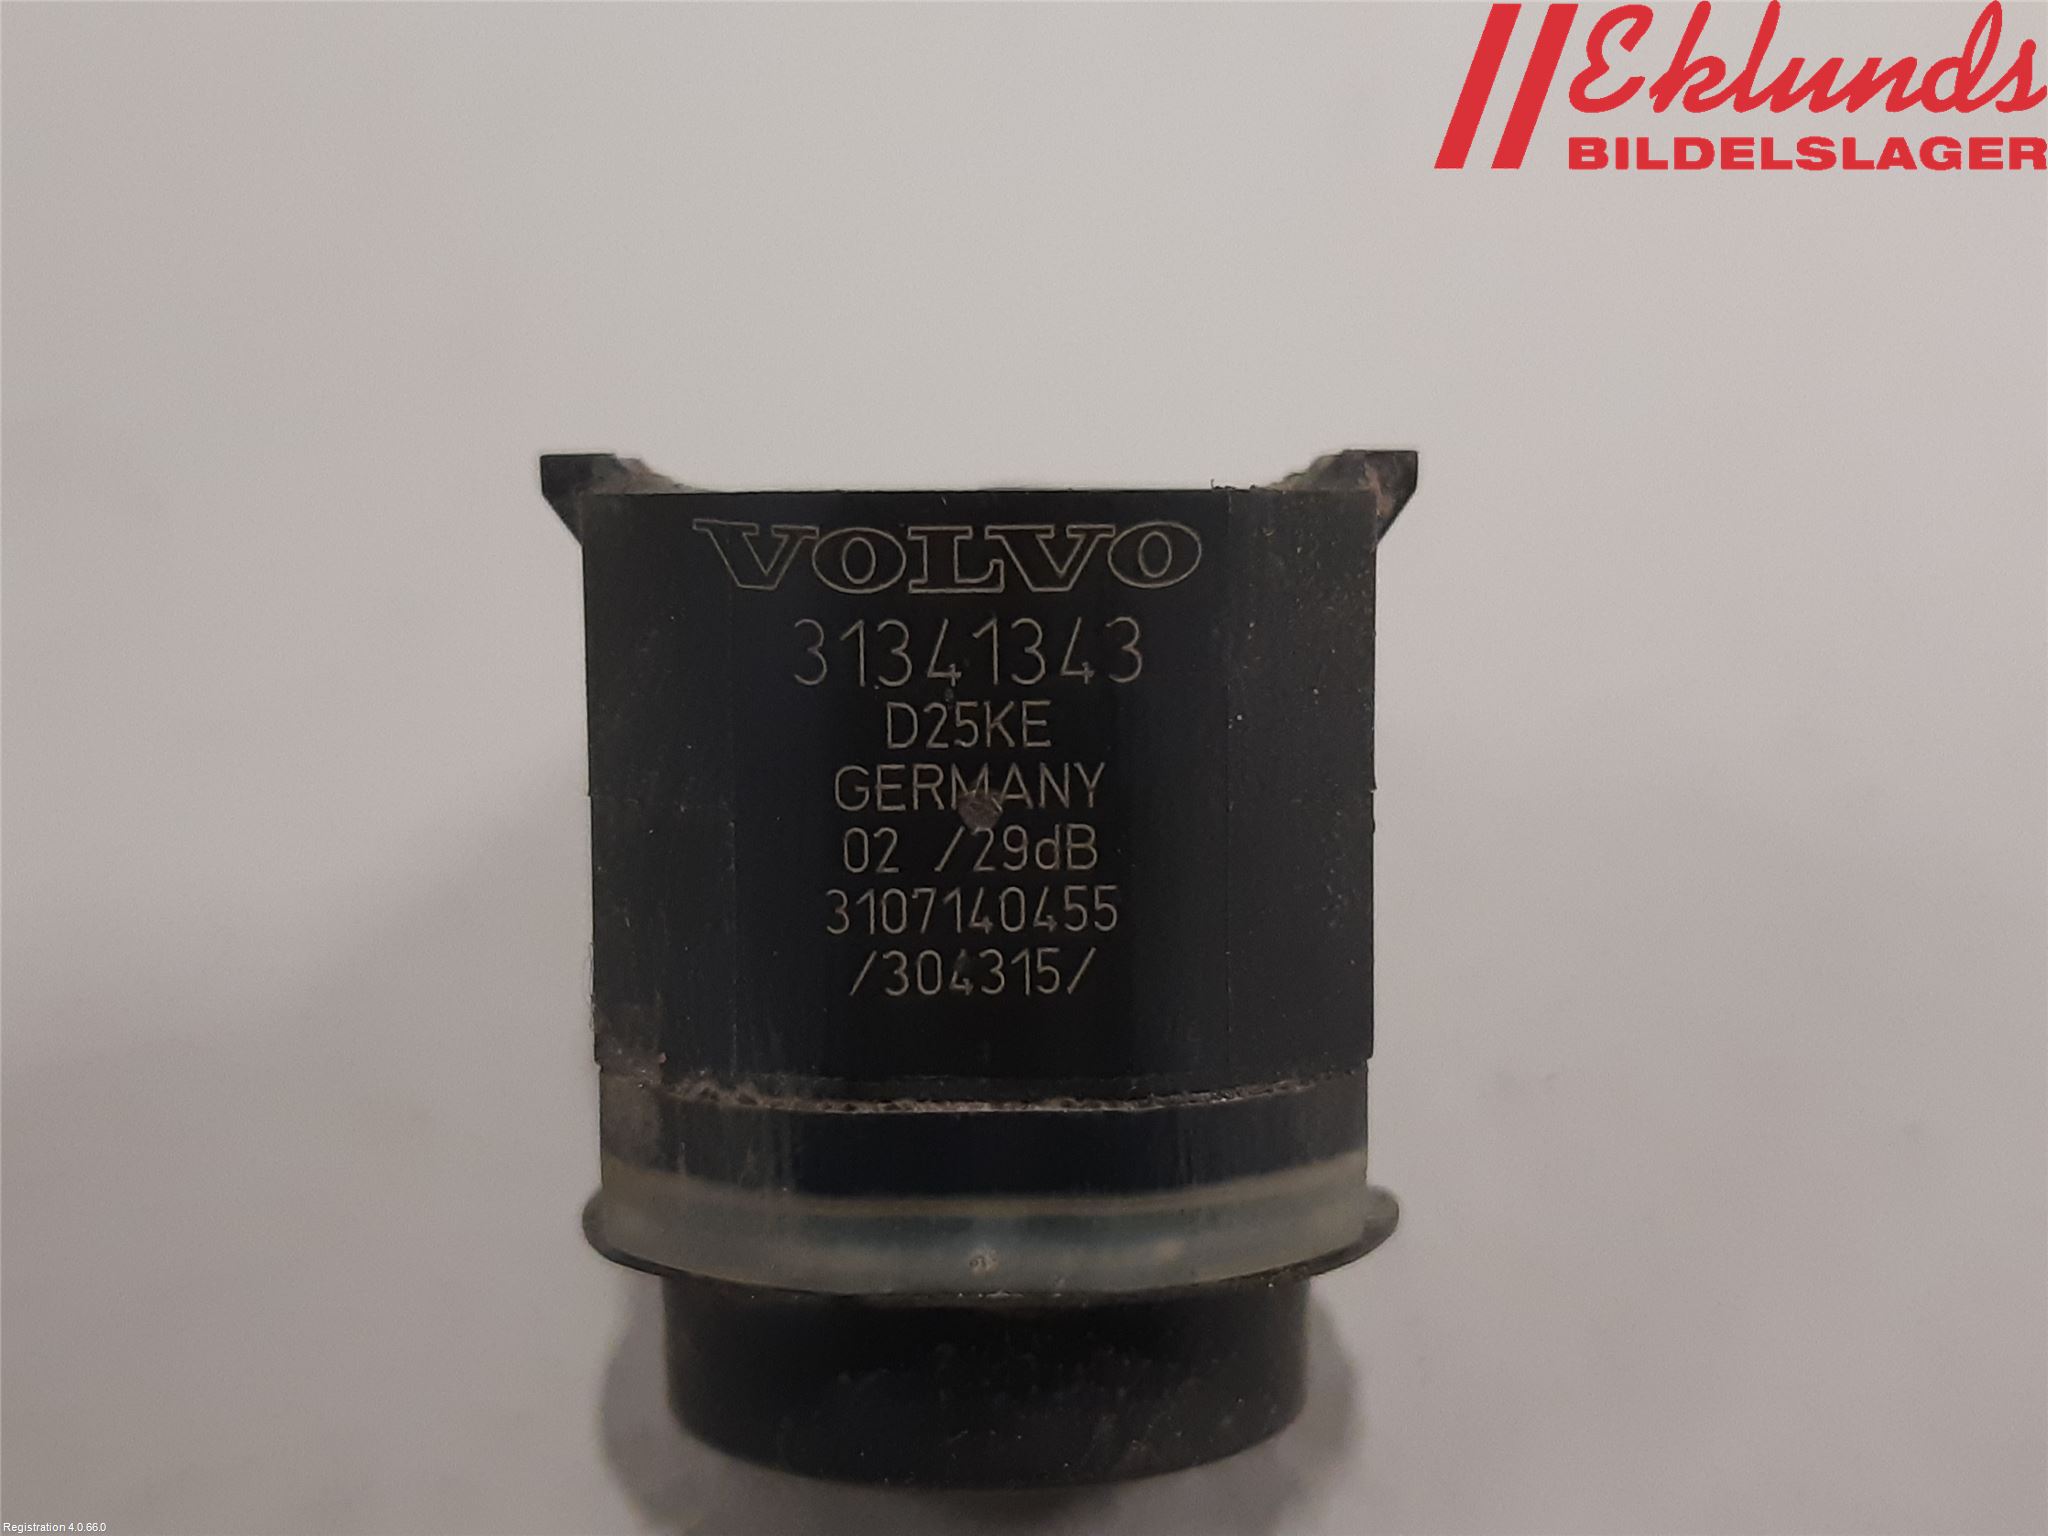 Eklunds
BILDELSLAGER
VOLVO
31341343
D25KE
GERMANY
02 /29dB
3107140455
/304315/
Registration 4.0.66.0